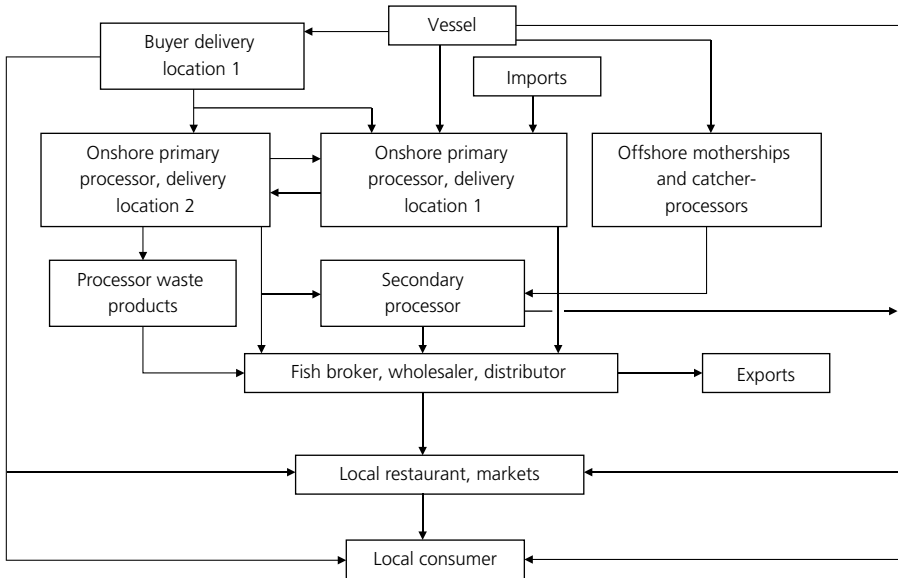 Vessel
Buyer delivery
location 1
Imports
Onshore primary
processor, delivery
location 2
Onshore primary
processor, delivery
location 1
Offshore motherships
and catcher-
processors
Processor waste
products
Secondary
processor
Fish broker, wholesaler, distributor
Exports
Local restaurant, markets
Local consumer